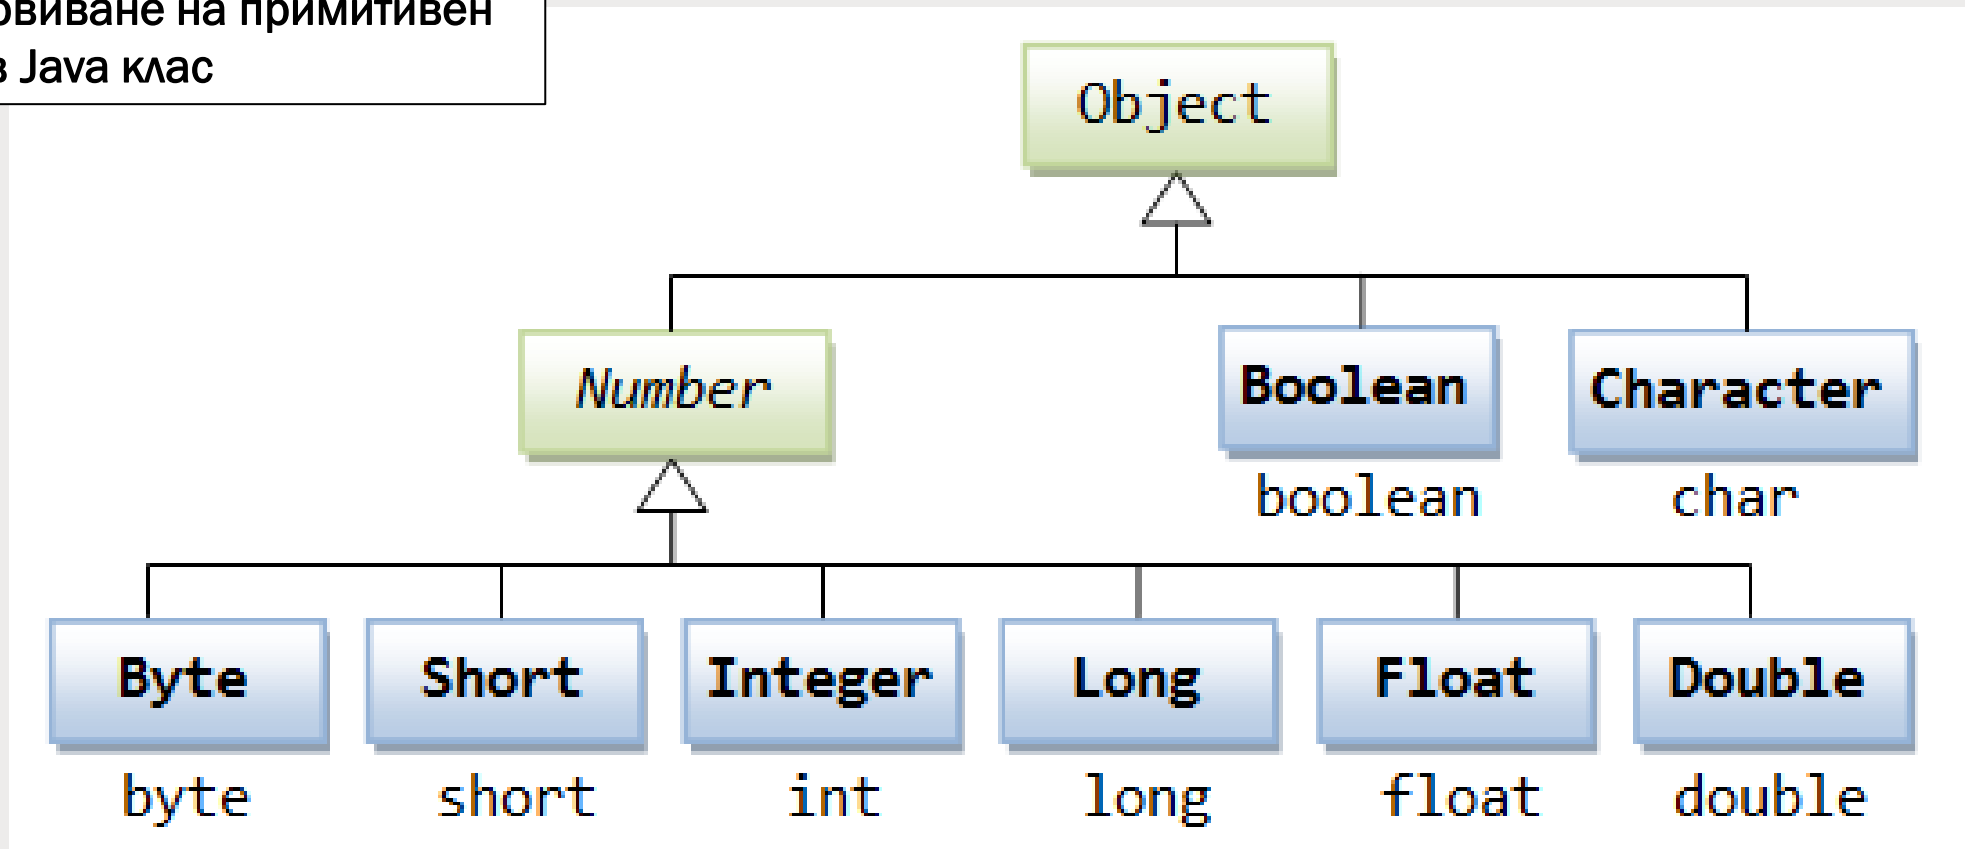 на примитивен
Java клас
Object
Number
Boolean
Character
boolean
char
Byte
Short
Integer
Long
Float
Double
byte
short
int
long
float
double